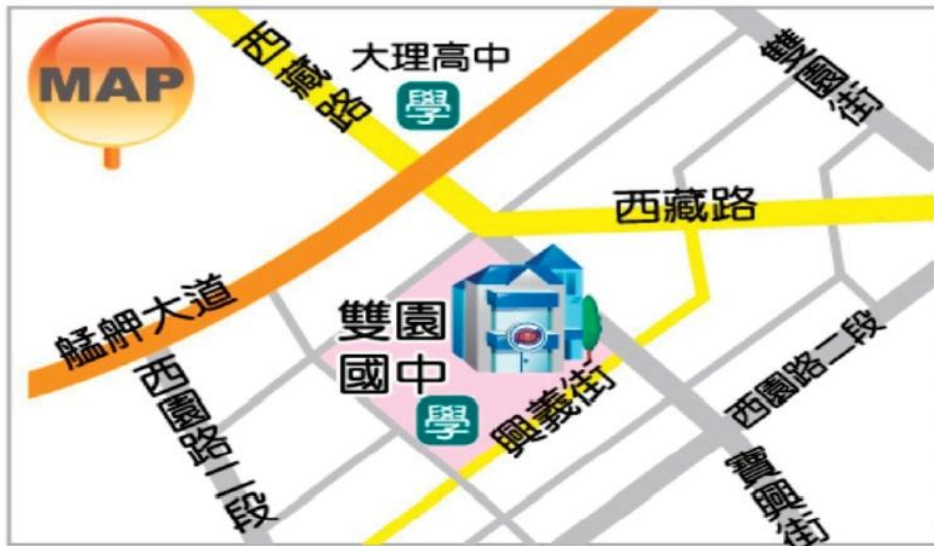 MAP
西藏路
大理高中
學
雙園街
西藏路
艋舺大道
雙園
國中
學
興義街
西園路二段
西園路二段
寶興街